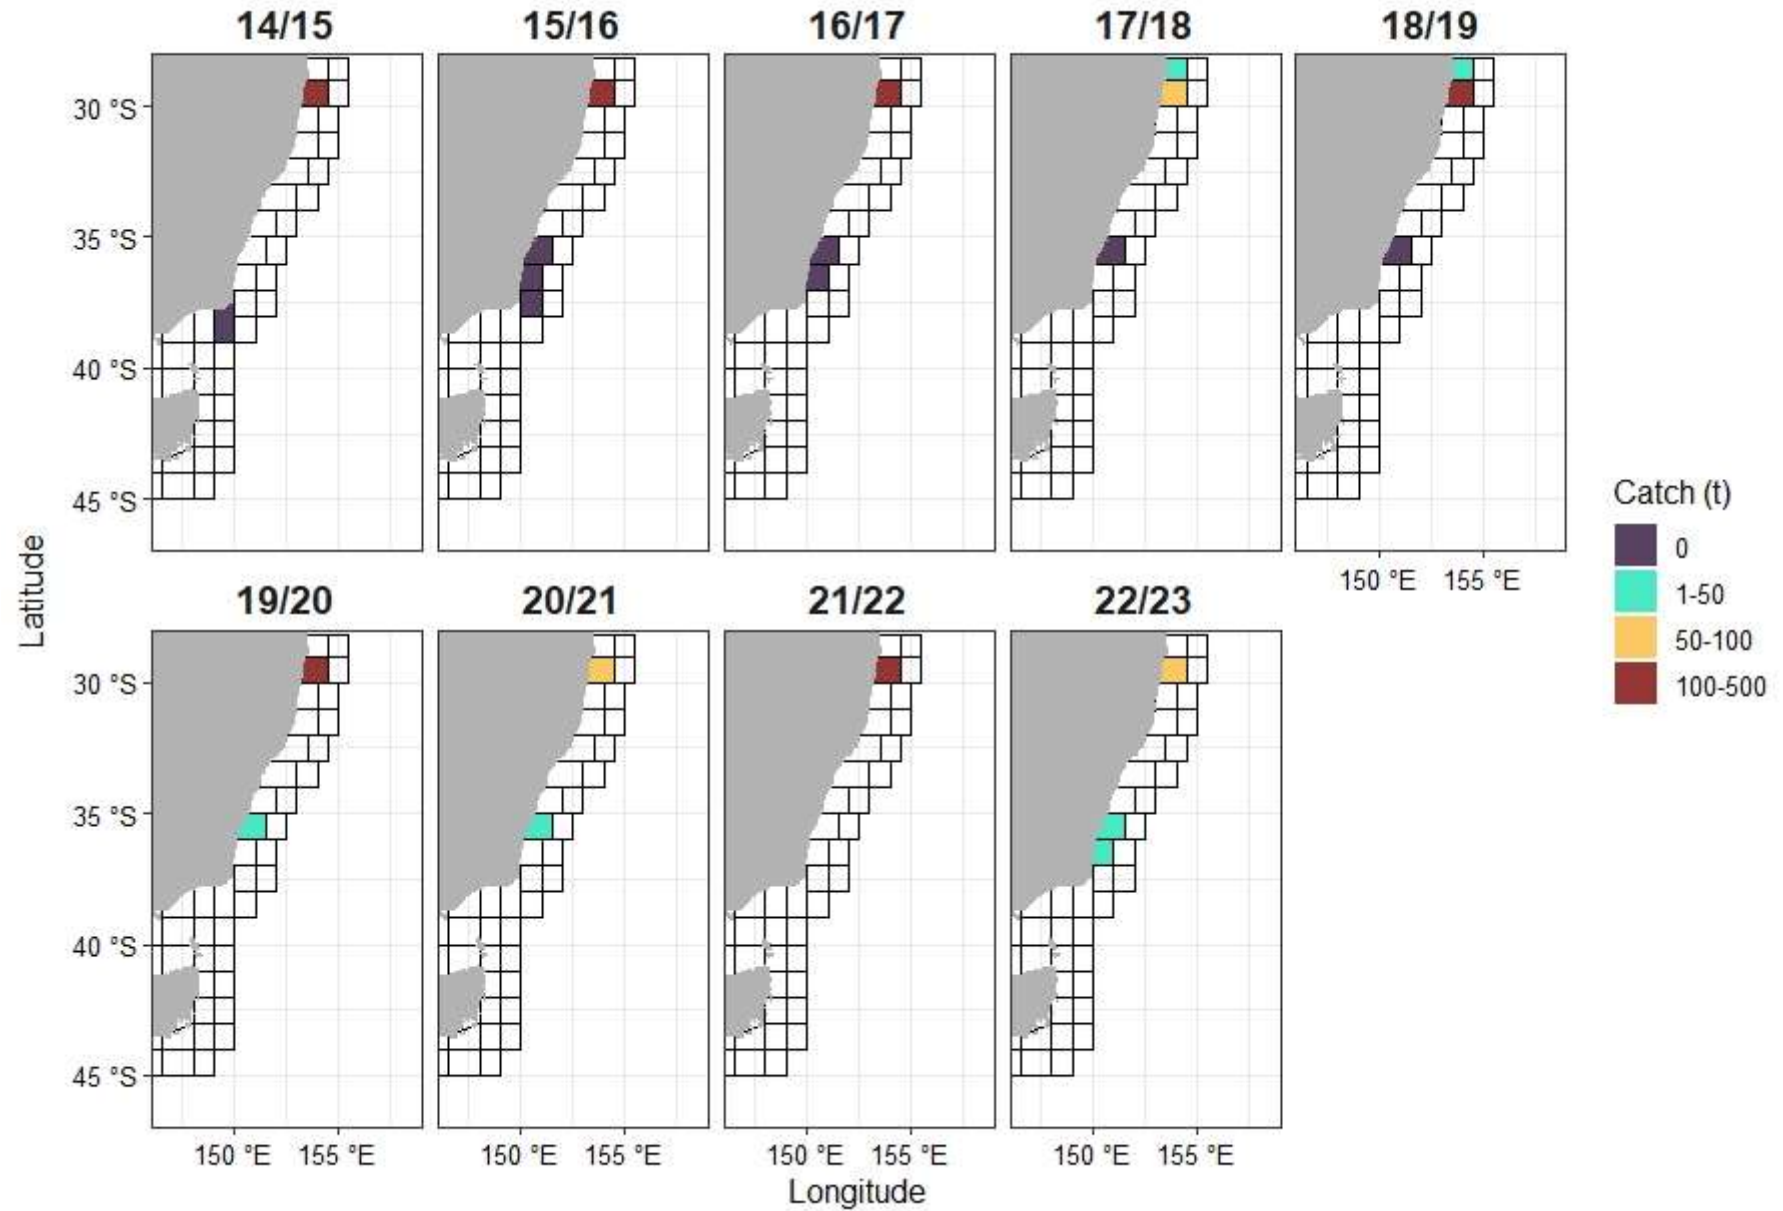 14/15 15/16 16/17 17/18 18/19
30 °S
35 °S
40 °S
45 °S
150 °E 155 °E
Latitude
19/20 20/21 21/22 22/23
30 °S
35 °S
40 °S
45 °S
150 °E 155 °E 150 °E 155 °E 150 °E 155 °E 150 °E 155 °E
Longitude
Catch (t)
0
1-50
50-100
100-500